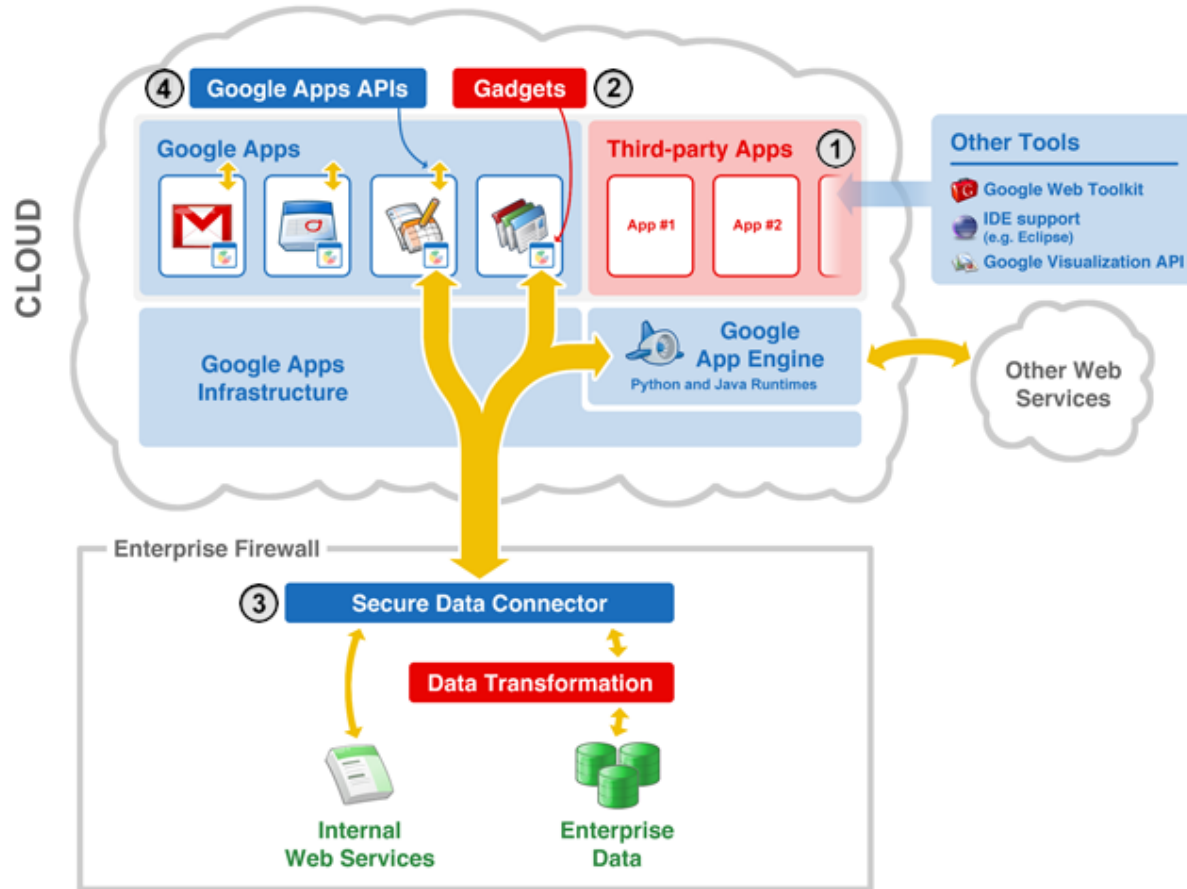 CLOUD
4
Google Apps APIs
Gadgets
2
Google Apps
Third-party Apps
1
App #1
App #2
Other Tools
Google Web Toolkit
IDE support
(e.g. Eclipse)
Google Visualization API
Google Apps
Infrastructure
Google
App Engine
Python and Java Runtimes
Other Web
Services
Enterprise Firewall
3
Secure Data Connector
Data Transformation
Internal
Web Services
Enterprise
Data